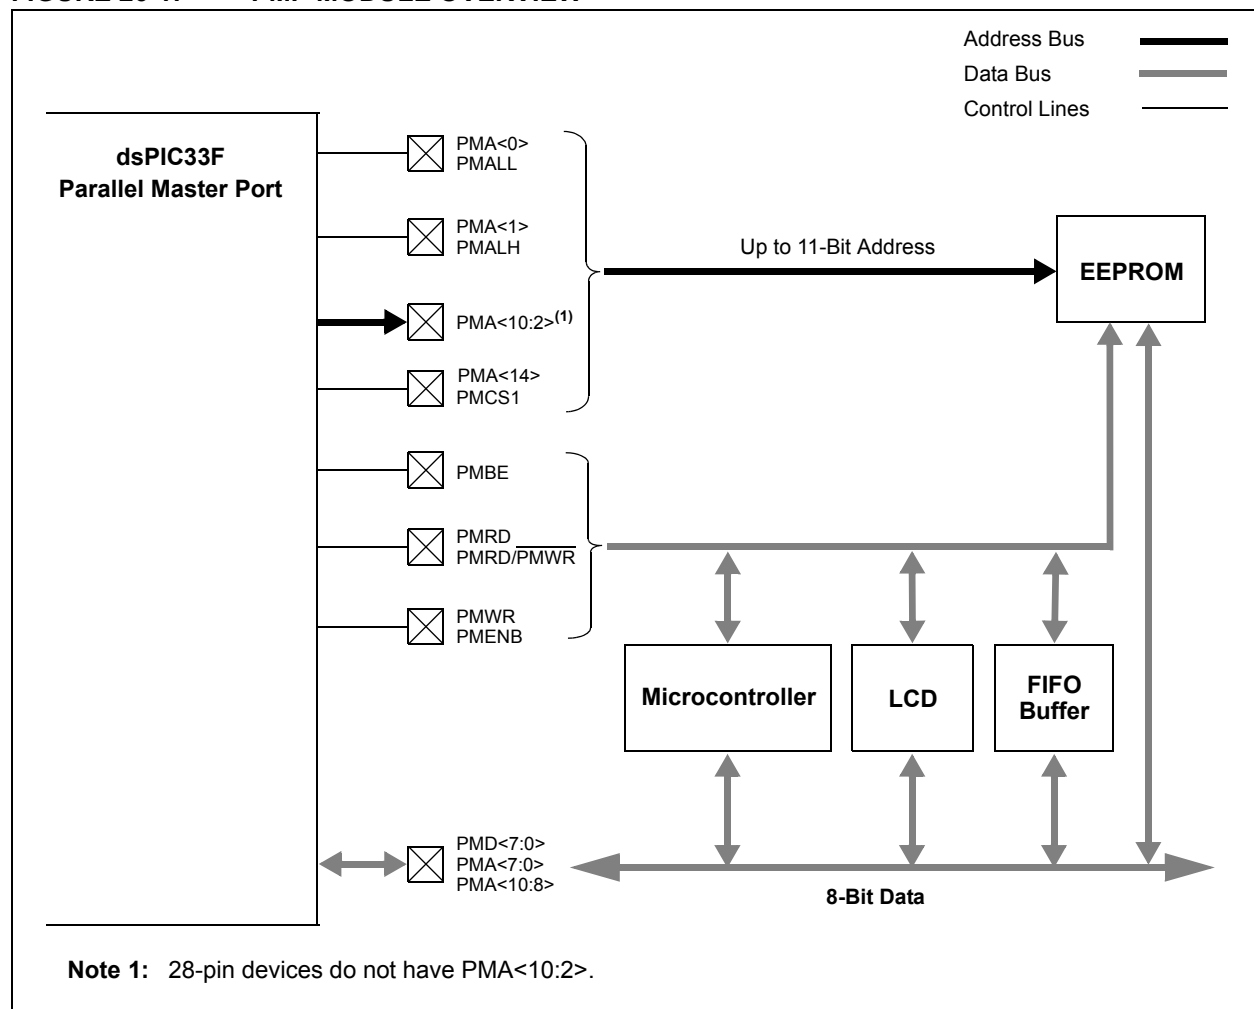 Address Bus
Data Bus
Control Lines
dsPIC33F
Parallel Master Port
PMA<0>
PMALL
PMA<1>
PMALH
Up to 11-Bit Address
EEPROM
PMA<10:2>(1)
PMA<14>
PMCS1
PMBE
PMRD
PMRD/PMWR
PMWR
PMENB
Microcontroller
LCD
FIFO
Buffer
PMD<7:0>
PMA<7:0>
PMA<10:8>
8-Bit Data
Note 1: 28-pin devices do not have PMA<10:2>.